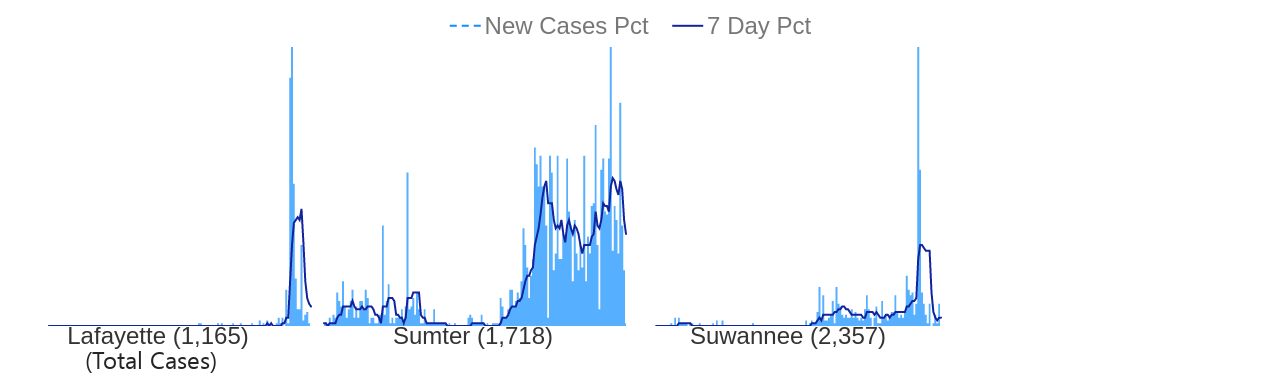 New Cases Pct 7 Day Pct
Lafayette (1,165) Sumter (1,718) Suwannee (2,357)
(Total Cases)